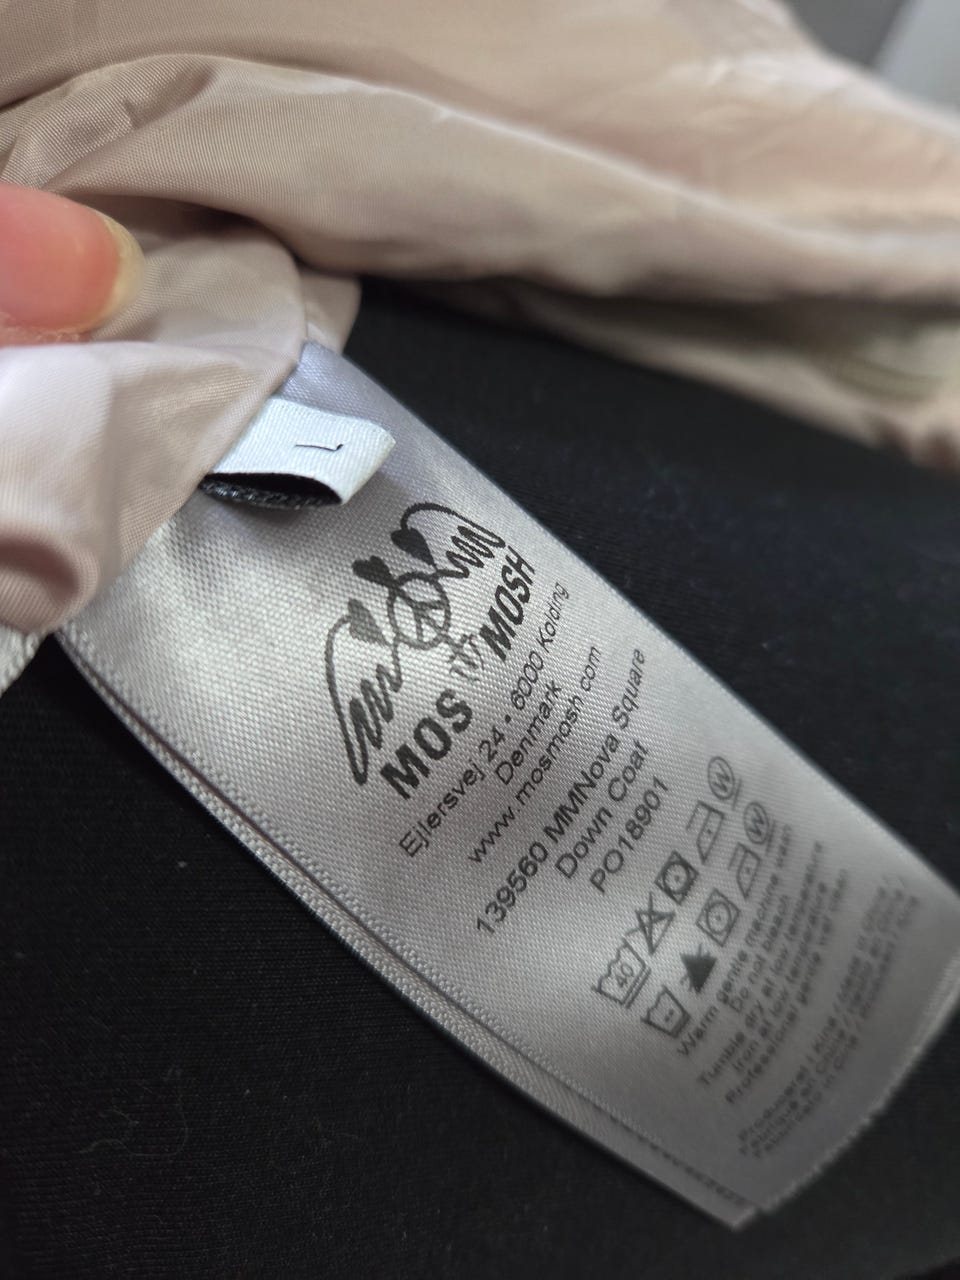 L
MOS MOSH
Ejlersvej 24 • 6000 Kolding
Denmark
www.mosmosh.com
139560 MMNova Square
Down Coat
PO18901
40
W
W
Warm gentle machine wash
Do not bleach
Tumble dry at low temperature
Iron at low temperature
Professional gentle wet clean